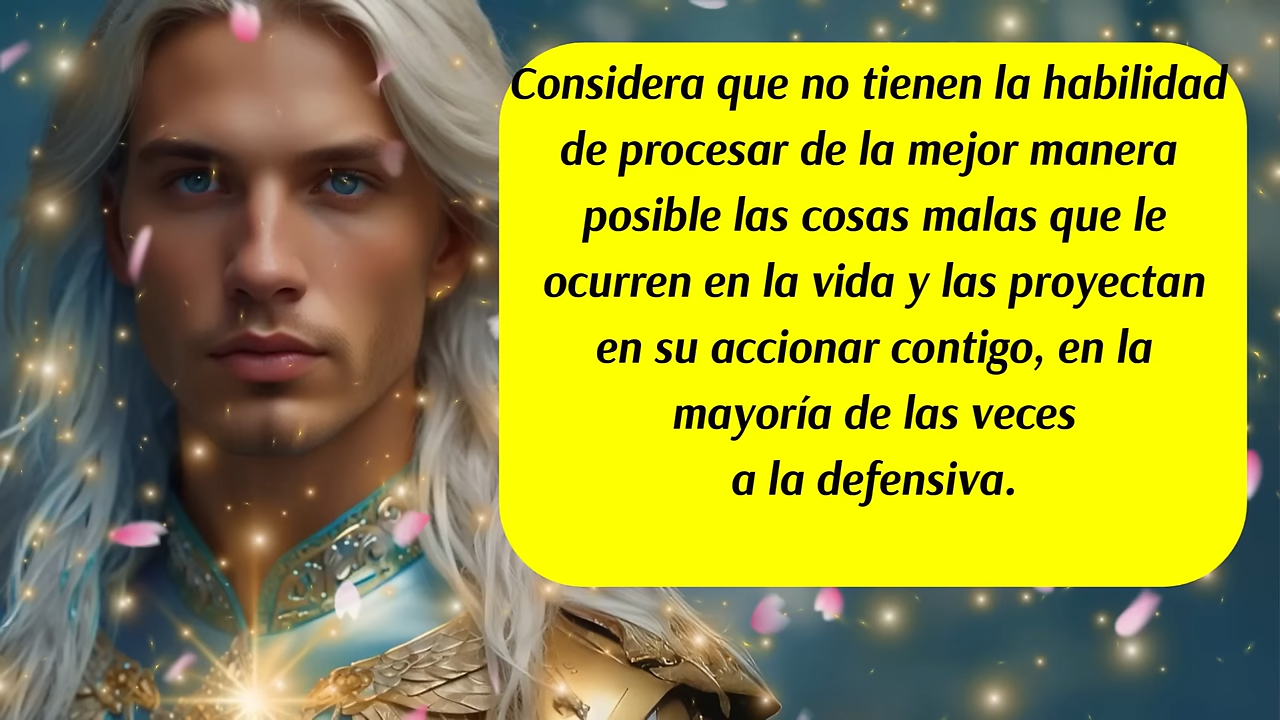 Considera que no tienen la habilidad
de procesar de la mejor manera
posible las cosas malas que le
ocurren en la vida y las proyectan
en su accionar contigo, en la
mayoría de las veces
a la defensiva.